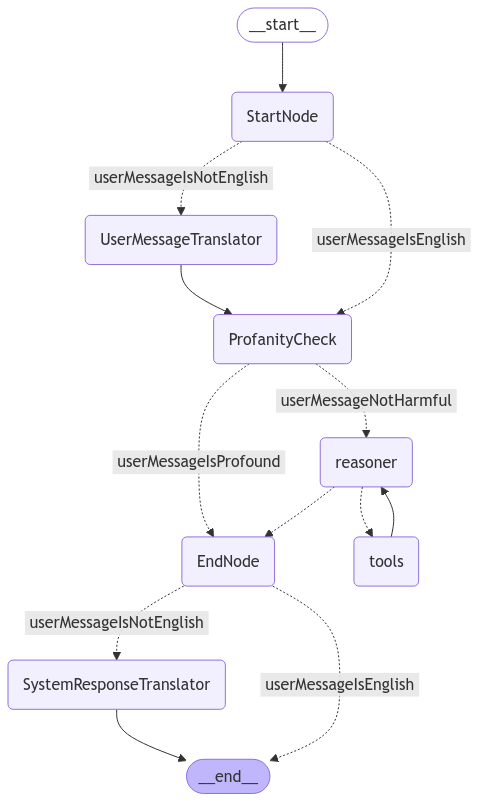 __start__
StartNode
userMessageIsNotEnglish
UserMessageTranslator
userMessageIsEnglish
ProfanityCheck
userMessageNotHarmful
userMessageIsProfound
reasoner
EndNode
tools
userMessageIsNotEnglish
SystemResponseTranslator
userMessageIsEnglish
__end__